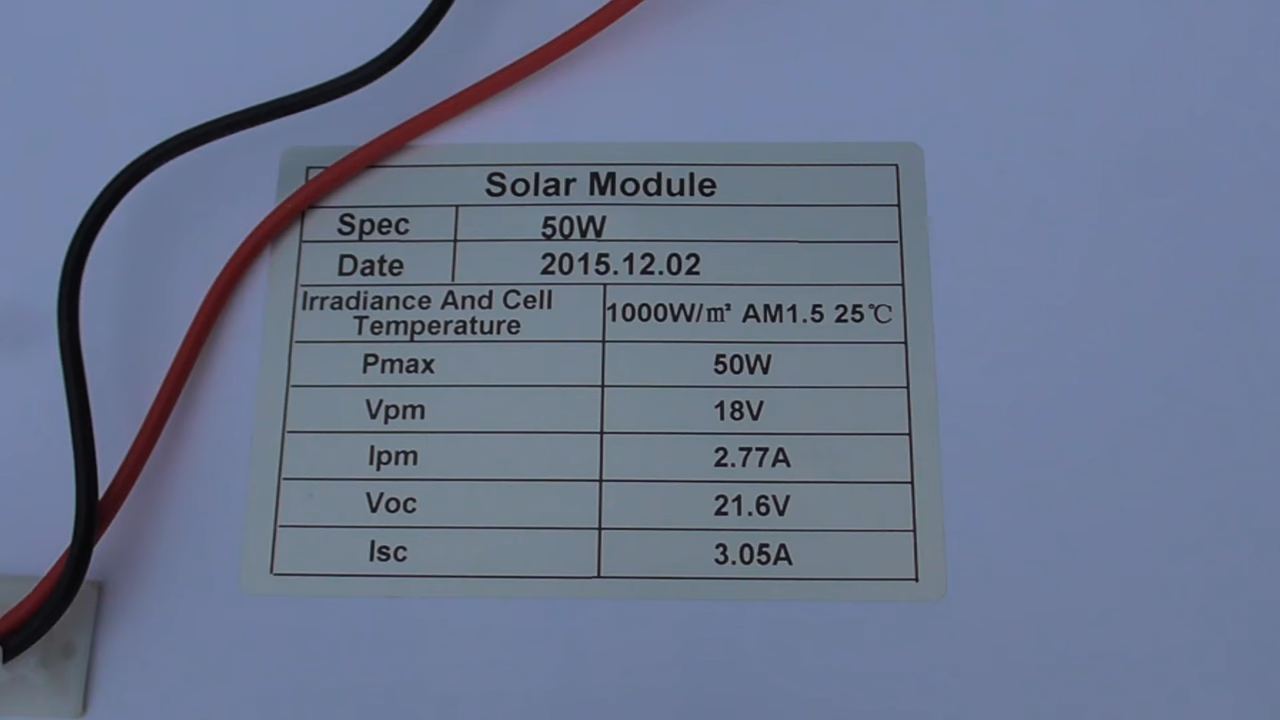 Solar Module
Spec 50W
Date 2015.12.02
Irradiance And Cell Temperature 1000W/㎡ AM1.5 25℃
Pmax 50W
Vpm 18V
Ipm 2.77A
Voc 21.6V
Isc 3.05A